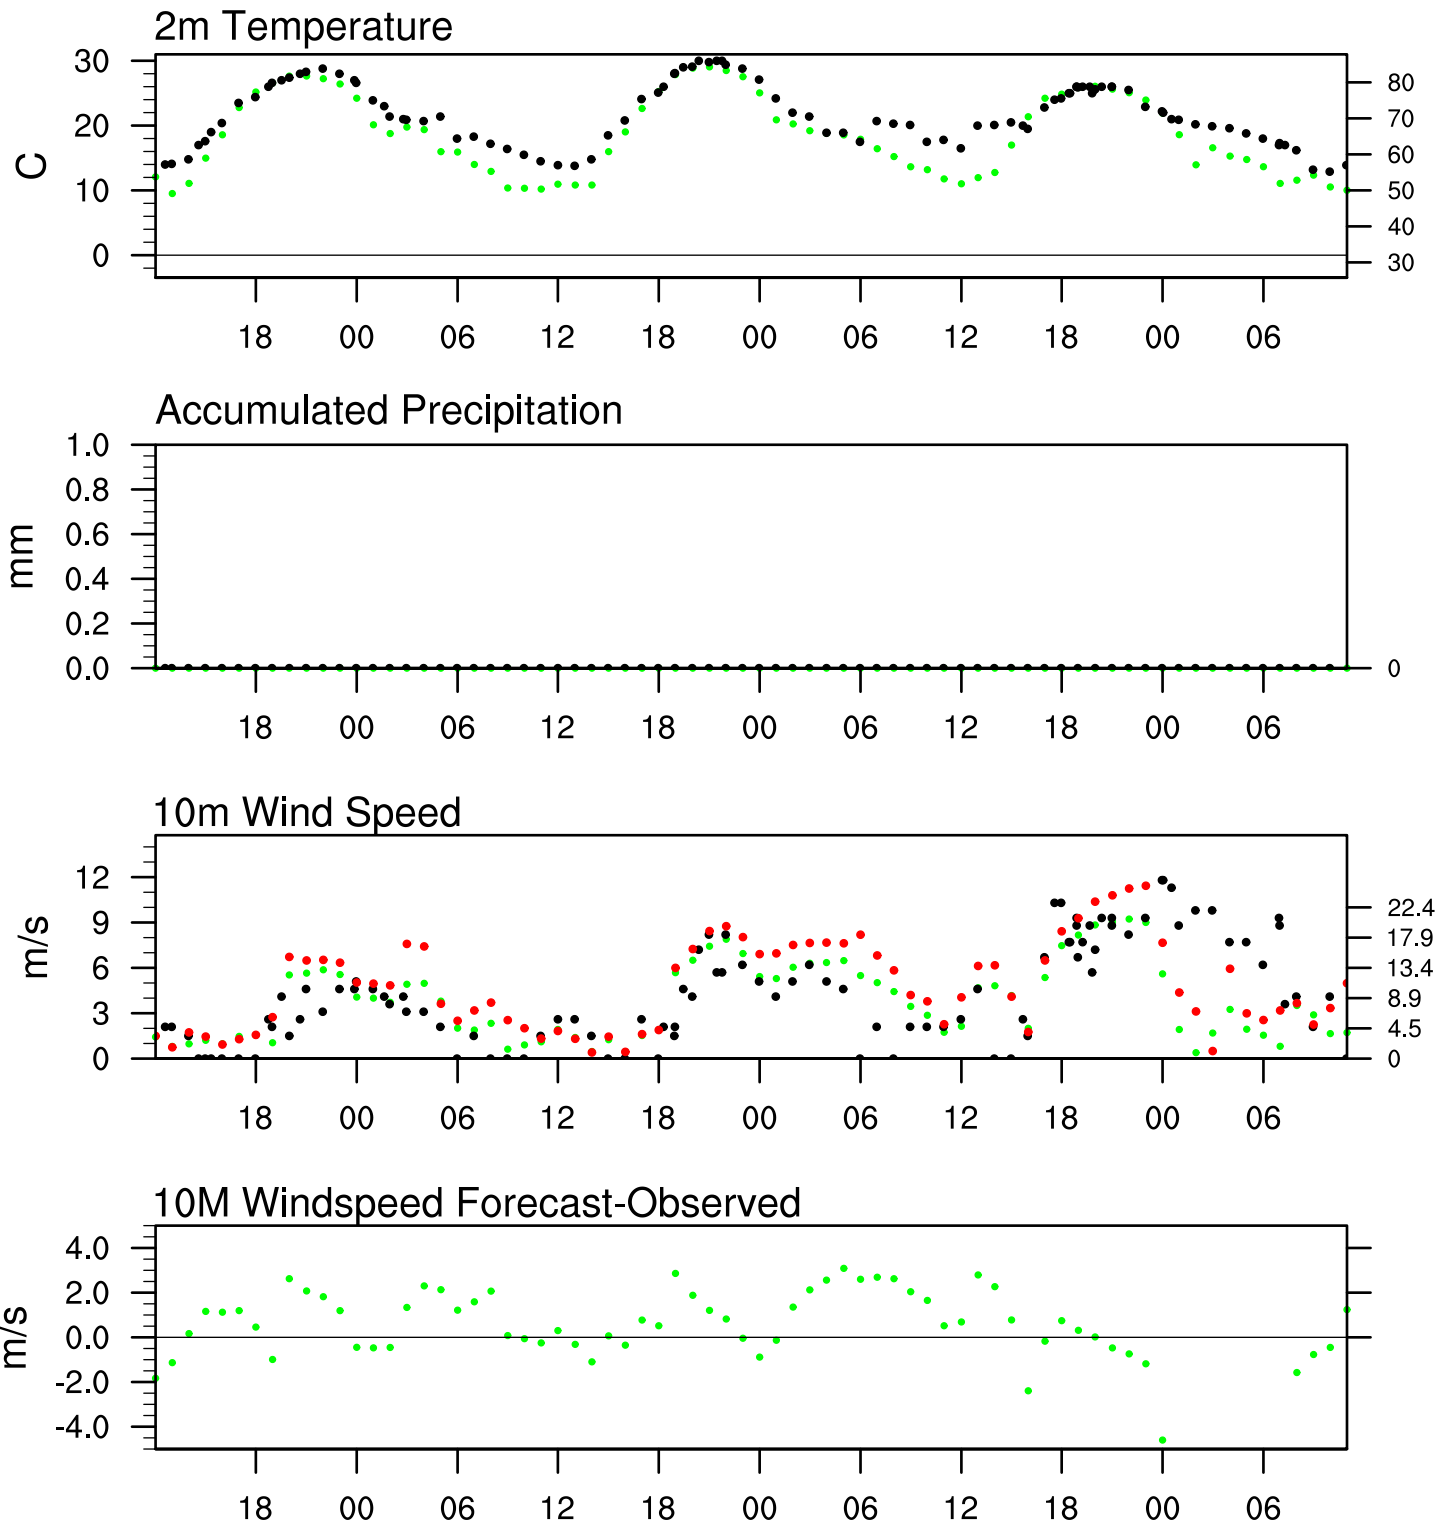 2m Temperature
30
20
10
0
C
80
70
60
50
40
30
18 00 06 12 18 00 06 12 18 00 06
Accumulated Precipitation
1.0
0.8
0.6
0.4
0.2
0.0
mm
0
18 00 06 12 18 00 06 12 18 00 06
10m Wind Speed
12
9
6
3
0
m/s
22.4
17.9
13.4
8.9
4.5
0
18 00 06 12 18 00 06 12 18 00 06
10M Windspeed Forecast-Observed
4.0
2.0
0.0
-2.0
-4.0
m/s
18 00 06 12 18 00 06 12 18 00 06